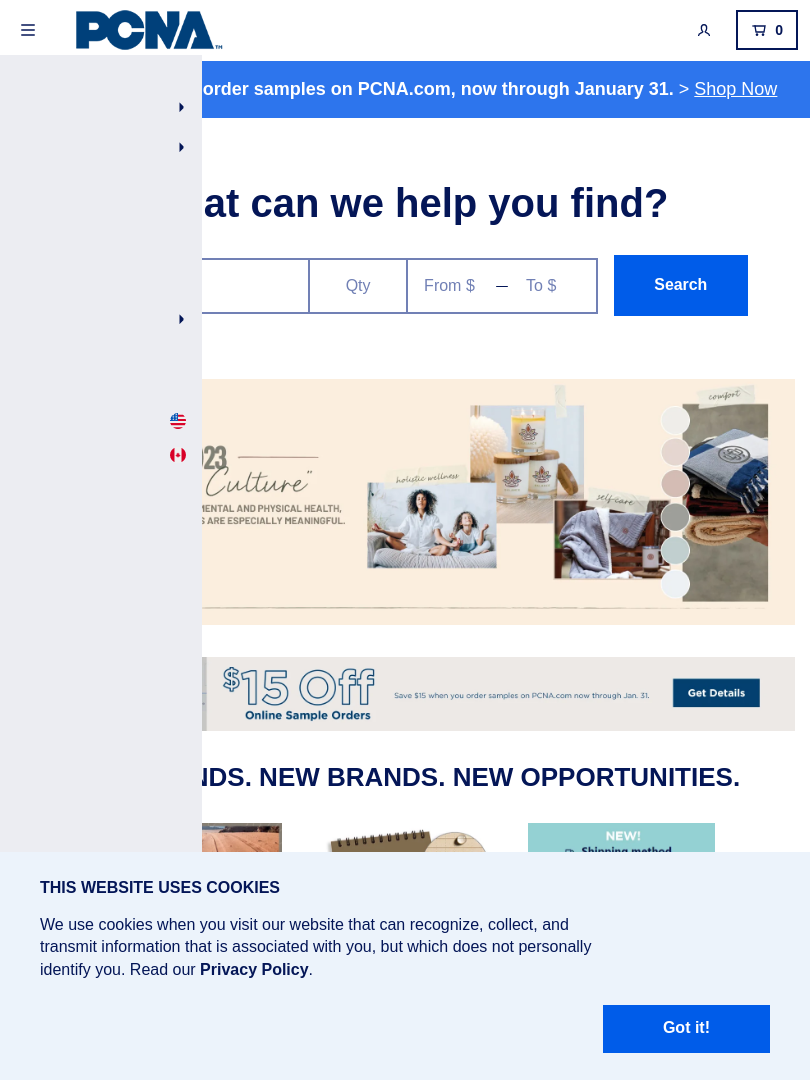 PCNA™
0
order samples on PCNA.com, now through January 31. > Shop Now
at can we help you find?
Qty
From $ — To $
Search
comfort
holistic wellness
self-care
23
Culture"
MENTAL AND PHYSICAL HEALTH,
S ARE ESPECIALLY MEANINGFUL.
$15 Off
Online Sample Orders
Save $15 when you order samples on PCNA.com now through Jan. 31.
Get Details
NDS. NEW BRANDS. NEW OPPORTUNITIES.
NEW!
Shipping method
THIS WEBSITE USES COOKIES
We use cookies when you visit our website that can recognize, collect, and
transmit information that is associated with you, but which does not personally
identify you. Read our Privacy Policy.
Got it!